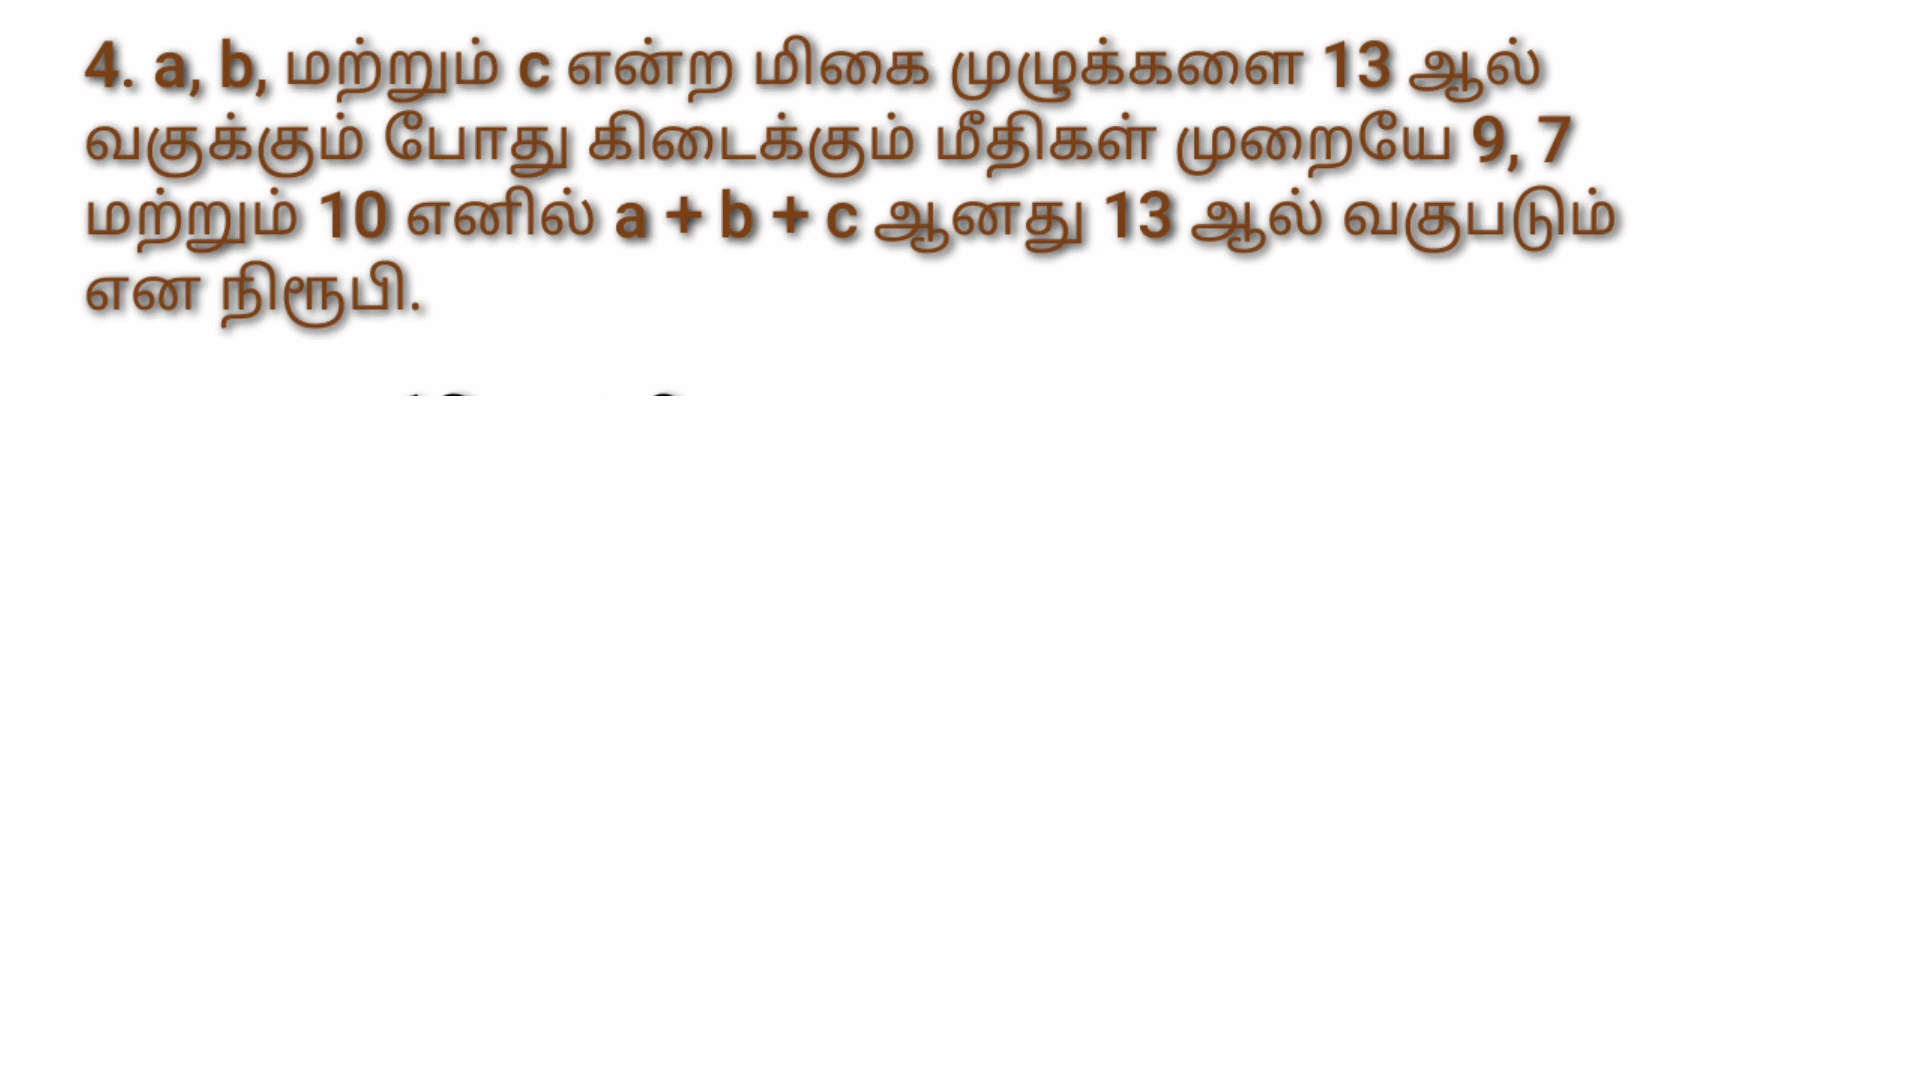 4. a, b, மற்றும் c என்ற மிகை முழுக்களை 13 ஆல்
வகுக்கும் போது கிடைக்கும் மீதிகள் முறையே 9, 7
மற்றும் 10 எனில் a + b + c ஆனது 13 ஆல் வகுபடும்
என நிரூபி.